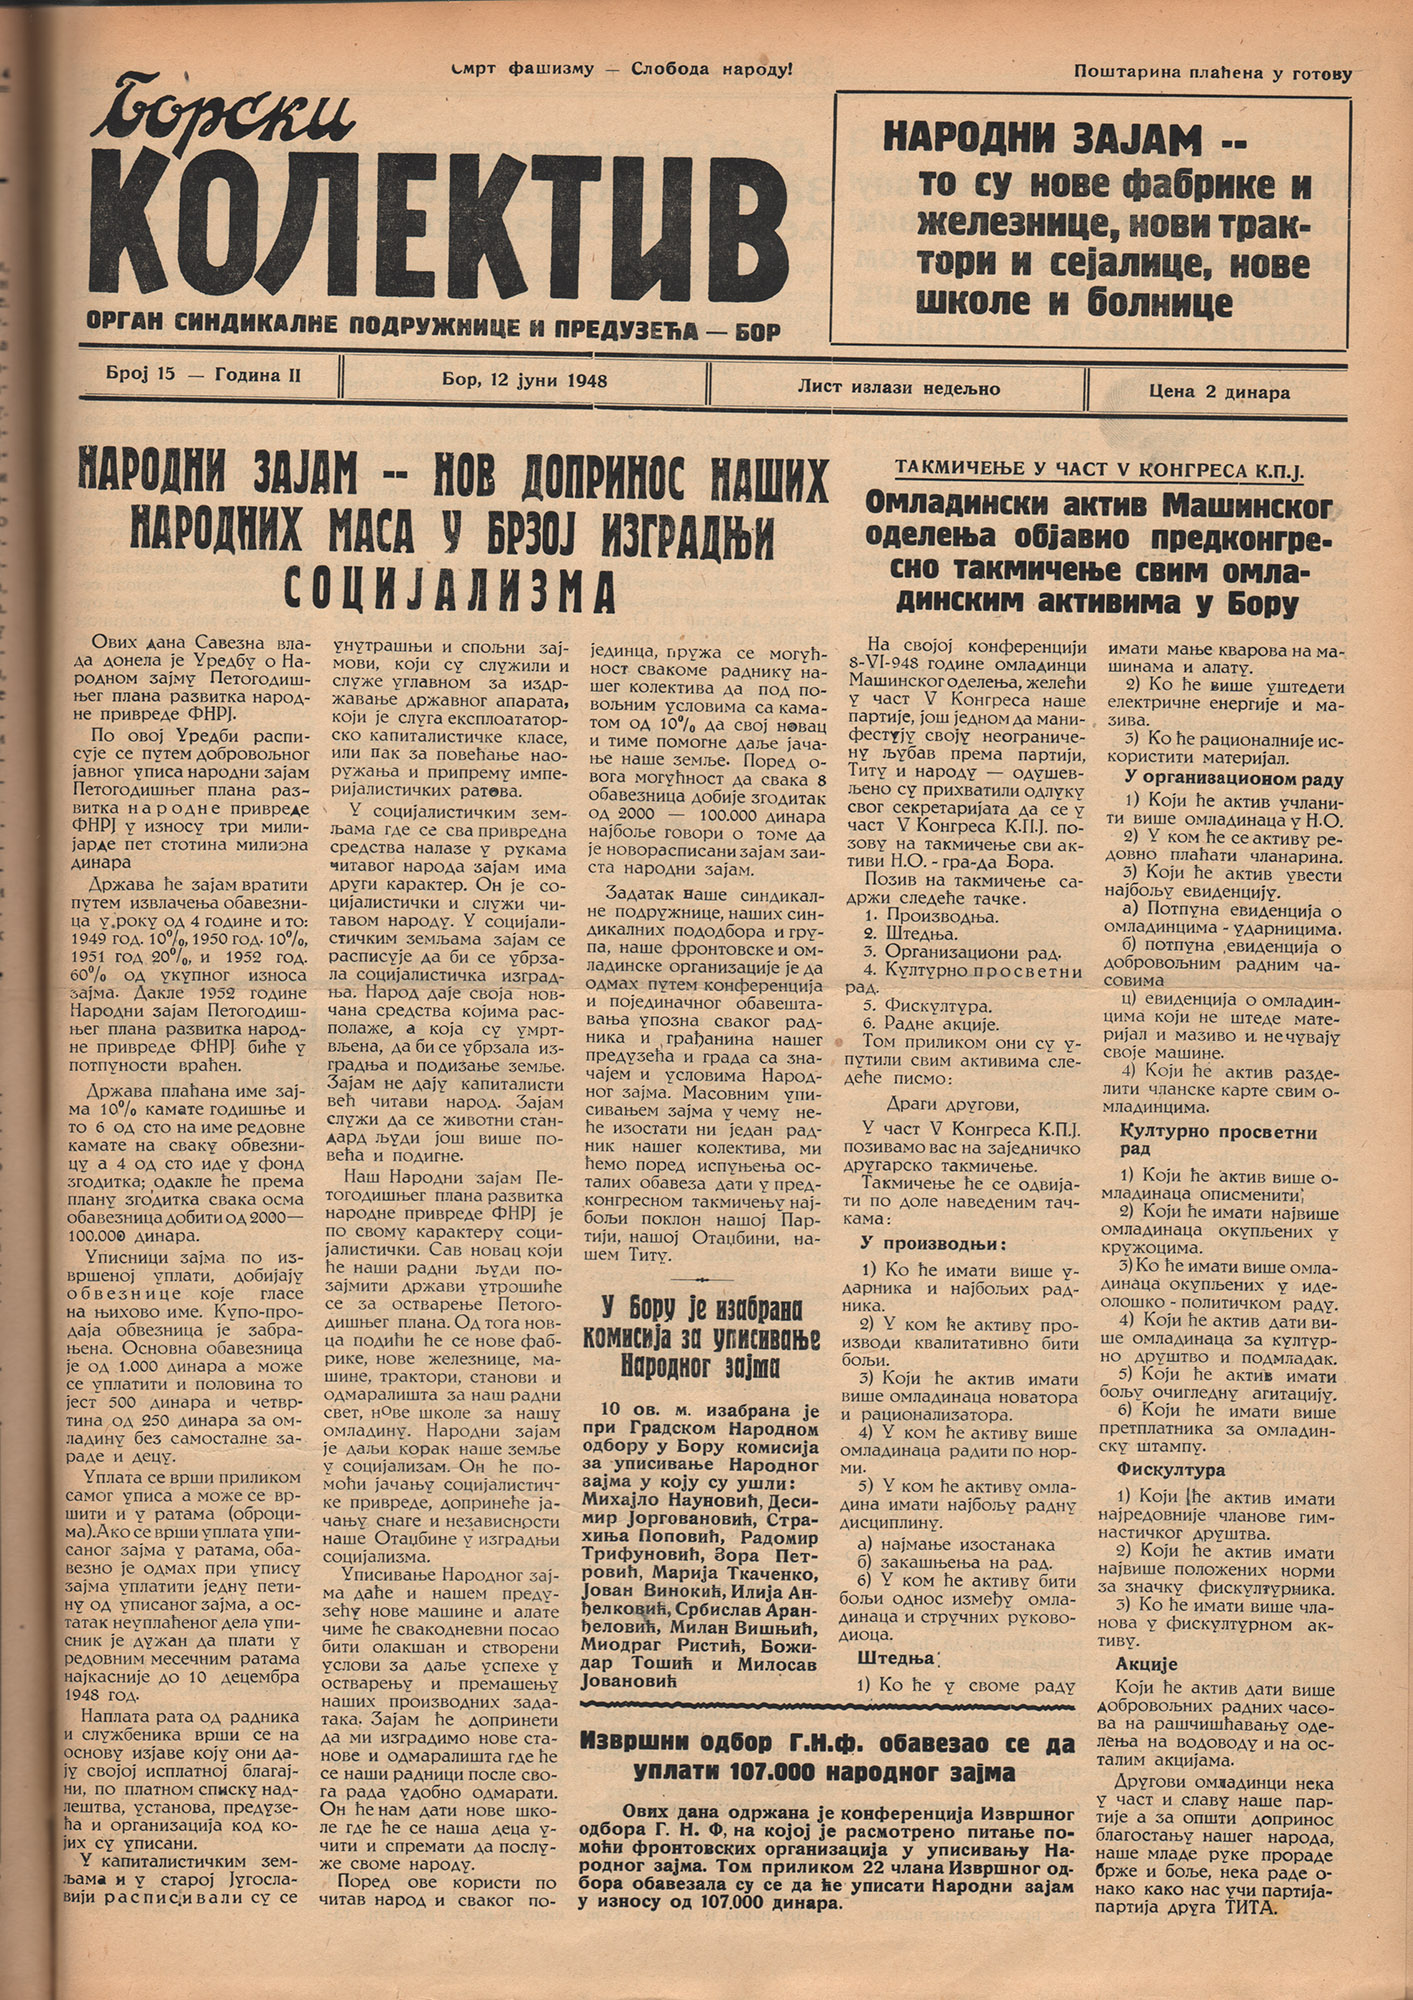 Смрт фашизму — Слобода народу!
Поштарина плаћена у готову
Борски
КОЛЕКТИВ
ОРГАН СИНДИКАЛНЕ ПОДРУЖНИЦЕ И ПРЕДУЗЕЋА — БОР
НАРОДНИ ЗАЈАМ --
ТО СУ НОВЕ ФАБРИКЕ И
ЖЕЛЕЗНИЦЕ, НОВИ ТРАК-
ТОРИ И СЕЈАЛИЦЕ, НОВЕ
ШКОЛЕ И БОЛНИЦЕ
Број 15 — Година II
Бор, 12 јуни 1948
Лист излази недељно
Цена 2 динара
НАРОДНИ ЗАЈАМ -- НОВ ДОПРИНОС НАШИХ
НАРОДНИХ МАСА У БРЗОЈ ИЗГРАДЊИ
СОЦИЈАЛИЗМА
Ових дана Савезна вла-
да донела је Уредбу о На-
родном зајму Петогодиш-
њег плана развитка народ-
не привреде ФНРЈ.
По овој Уредби распи-
сује се путем добровољног
јавног уписа народни зајам
Петогодишњег плана раз-
витка народне привреде
ФНРЈ у износу три мили-
јарде пет стотина милиона
динара
Држава ће зајам вратити
путем извлачења обавезни-
ца у року од 4 године и то:
1949 год. 10%, 1950 год. 10%,
1951 год 20%, и 1952 год.
60% од укупног износа
зајма. Дакле 1952 године
Народни зајам Петогодиш-
њег плана развитка народ-
не привреде ФНРЈ биће у
потпуности враћен.
Држава плаћана име зај-
ма 10% камате годишње и
то 6 од сто на име редовне
камате на сваку обвезни-
цу а 4 од сто иде у фонд
згодитка; одакле ће према
плану згодитка свака осма
обавезница добити од 2000—
100.000 динара.
Уписници зајма по из-
вршеној уплати, добијају
обвезнице које гласе
на њихово име. Купо-про-
даја обвезница је забра-
њена. Основна обавезница
је од 1.000 динара а може
се уплатити и половина то
јест 500 динара и четвр-
тина од 250 динара за ом-
ладину без самосталне за-
раде и децу.
Уплата се врши приликом
самог уписа а може се вр-
шити и у ратама (оброци-
ма).Ако се врши уплата упи-
саног зајма у ратама, оба-
везно је одмах при упису
зајма уплатити једну пети-
ну од уписаног зајма, а ос-
татак неуплаћеног дела упи-
сник је дужан да плати у
редовним месечним ратама
најкасније до 10 децембра
1948 год.
Наплата рата од радника
и службеника врши се на
основу изјаве коју они да-
ју својој исплатној благај-
ни, по платном списку над-
лештва, установа, предузе-
ћа и организација код ко-
јих су уписани.
У капиталистичким зем-
љама и у старој Југосла-
вији расписивали су се
унутрашњи и спољни зај-
мови, који су служили и
служе углавном за издр-
жавање државног апарата,
који је слуга експлоататор-
ско капиталистичке класе,
или пак за повећање нао-
ружања и припрему импе-
ријалистичких ратова.
У социјалистичким зем-
љама где се сва привредна
средства налазе у рукама
читавог народа зајам има
други карактер. Он је со-
цијалистички и служи чи-
тавом народу. У социјали-
стичким земљама зајам се
расписује да би се убрза-
ла социјалистичка изград-
ња. Народ даје своја нов-
чана средства којима рас-
полаже, а која су умрт-
вљена, да би се убрзала из-
градња и подизање земље.
Зајам не дају капиталисти
већ читави народ. Зајам
служи да се животни стан-
дард људи још више по-
већа и подигне.
Наш Народни зајам Пе-
тогодишњег плана развитка
народне привреде ФНРЈ је
по свому карактеру соци-
јалистички. Сав новац који
ће наши радни људи по-
зајмити држави утрошиће
се за остварење Петого-
дишњег плана. Од тога нов-
ца подићи ће се нове фаб-
рике, нове железнице, ма-
шине, трактори, станови и
одмаралишта за наш радни
свет, нове школе за нашу
омладину. Народни зајам
је даљи корак наше земље
у социјализам. Он ће по-
моћи јачању социјалистич-
ке привреде, допринеће ја-
чању снаге и независности
наше Отаџбине у изградњи
социјализма.
Уписивање Народног зај-
ма даће и нашем преду-
зећу нове машине и алате
чиме ће свакодневни посао
бити олакшан и створени
услови за даље успехе у
остварењу и премашењу
наших производних зада-
така. Зајам ће допринети
да ми изградимо нове ста-
нове и одмаралишта где ће
се наши радници после сво-
га рада удобно одмарати.
Он ће нам дати нове шко-
ле где ће се наша деца у-
чити и спремати да послу-
же своме народу.
Поред ове користи по
читав народ и сваког по-
јединца, пружа се могућ-
ност свакоме раднику на-
шег колектива да под по-
вољним условима са кама-
том од 10% да свој новац
и тиме помогне даље јача-
ње наше земље. Поред о-
вога могућност да свака 8
обавезница добије згодитак
од 2000 — 100.000 динара
најбоље говори о томе да
је новорасписани зајам заи-
ста народни зајам.
Задатак наше синдикал-
не подружнице, наших син-
дикалних пододбора и гру-
па, наше фронтовске и ом-
ладинске организације је да
одмах путем конференција
и појединачног обавешта-
вања упозна сваког рад-
ника и грађанина нашег
предузећа и града са зна-
чајем и условима Народ-
ног зајма. Масовним упи-
сивањем зајма у чему не-
ће изостати ни један рад-
ник нашег колектива, ми
ћемо поред испуњења ос-
талих обавеза дати у пред-
конгресном такмичењу нај-
бољи поклон нашој Пар-
тији, нашој Отаџбини, на-
шем Титу.
У Бору је изабрана
комисија за уписивање
Народног зајма
10 ов. м. изабрана је
при Градском Народном
одбору у Бору комисија
за уписивање Народног
зајма у коју су ушли:
Михајло Науновић, Деси-
мир Јоргованoвић, Стра-
хиња Поповић, Радомир
Трифуновић, Зора Пет-
ровић, Марија Ткаченко,
Јован Винокић, Илија Ан-
ђелковић, Србислав Аран-
ђеловић, Милан Вишњић,
Миодраг Ристић, Божи-
дар Тошић и Милосав
Јовановић
ТАКМИЧЕЊЕ У ЧАСТ V КОНГРЕСА К.П.Ј.
Омладински актив Машинског
оделења објавио предконгре-
сно такмичење свим омла-
динским активима у Бору
На својој конференцији
8-VI-948 године омладинци
Машинског оделења, желећи
у част V Конгреса наше
партије, још једном да мани-
фестују своју неограниче-
ну љубав према партији,
Титу и народу — одушев-
љено су прихватили одлуку
свог секретаријата да се у
част V Конгреса К.П.Ј. по-
зову на такмичење сви ак-
тиви Н.О. - гра-да Бора.
Позив на такмичење са-
држи следеће тачке.
1. Производња.
2. Штедња.
3. Организациони рад.
4. Културно просветни
рад.
5. Фискултура.
6. Радне акције.
Том приликом они су у-
путили свим активима сле-
деће писмо:
Драги другови,
У част V Конгреса К.П.Ј.
позивамо вас на заједничко
другарско такмичење.
Такмичење ће се одвија-
ти по доле наведеним тач-
кама:
У производњи:
1) Ко ће имати више у-
дарника и најбољих рад-
ника.
2) У ком ће активу про-
изводи квалитативно бити
бољи.
3) Који ће актив имати
више омладинаца новатора
и рационализатора.
4) У ком ће активу више
омладинаца радити по нор-
ми.
5) У ком ће активу омла-
дина имати најбољу радну
дисциплину.
а) најмање изостанака
б) закашњења на рад.
6) У ком ће активу бити
бољи однос између омла-
динаца и стручних руково-
диоца.
Штедња:
1) Ко ће у своме раду
имати мање кварова на ма-
шинама и алату.
2) Ко ће више уштедети
електричне енергије и ма-
зива.
3) Ко ће рационалније ис-
користити материјал.
У организационом раду
1) Који ће актив учлани-
ти више омладинаца у Н.О.
2) У ком ће се активу ре-
довно плаћати чланарина.
3) Који ће актив увести
најбољу евиденцију.
а) Потпуна евиденција о
омладинцима - ударницима.
б) потпуна евиденција о
добровољним радним ча-
совима
ц) евиденција о омладин-
цима који не штеде мате-
ријал и мазиво и не чувају
своје машине.
4) Који ће актив разде-
лити чланске карте свим о-
младинцима.
Културно просветни
рад
1) Који ће актив више о-
младинаца описменити;
2) Који ће имати највише
омладинаца окупљених у
кружоцима.
3) Ко ће имати више омла-
динаца окупљених у иде-
олошко - политичком раду.
4) Који ће актив дати ви-
ше омладинаца за култур-
но друштво и подмладак.
5) Који ће актив имати
бољу очигледну агитацију.
6) Који ће имати више
претплатника за омладин-
ску штампу.
Фискултура
1) Који ће актив имати
најредовније чланове гим-
настичког друштва.
2) Који ће актив имати
највише положених норми
за значку фискултурника.
3) Ко ће имати више чла-
нова у фискултурном ак-
тиву.
Акције
Који ће актив дати више
добровољних радних часо-
ва на рашчишћавању оде-
лења на водоводу и на ос-
талим акцијама.
Другови омладинци нека
у част и славу наше пар-
тије а за општи допринос
благостању нашег народа,
наше младе руке прораде
брже и боље, нека раде о-
нако како нас учи партија-
партија друга ТИТА.
Извршни одбор Г.Н.Ф. обавезао се да
уплати 107.000 народног зајма
Ових дана одржана је конференција Извршног
одбора Г. Н. Ф, на којој је расмотрено питање по-
моћи фронтовских организација у уписивању На-
родног зајма. Том приликом 22 члана Извршног од-
бора обавезала су се да ће уписати Народни зајам
у износу од 107.000 динара.